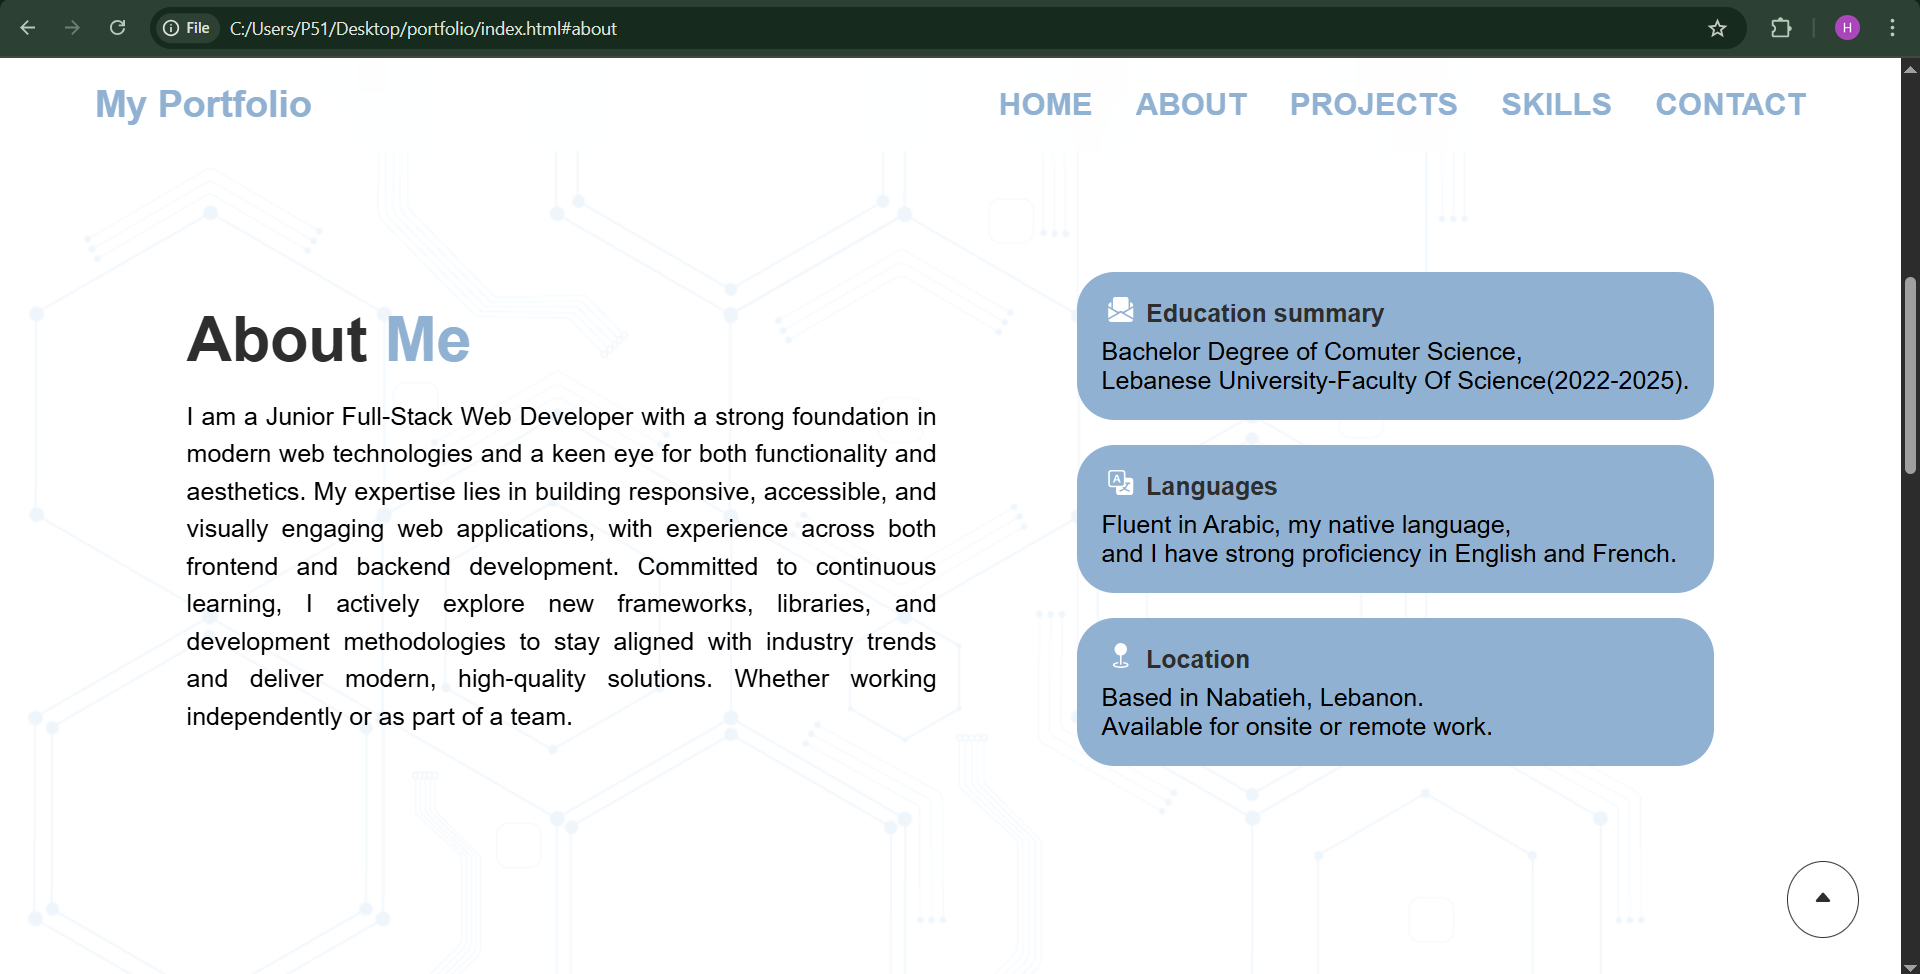 File C:/Users/P51/Desktop/portfolio/index.html#about
H
My Portfolio
HOME ABOUT PROJECTS SKILLS CONTACT
About Me
I am a Junior Full-Stack Web Developer with a strong foundation in
modern web technologies and a keen eye for both functionality and
aesthetics. My expertise lies in building responsive, accessible, and
visually engaging web applications, with experience across both
frontend and backend development. Committed to continuous
learning, I actively explore new frameworks, libraries, and
development methodologies to stay aligned with industry trends
and deliver modern, high-quality solutions. Whether working
independently or as part of a team.
Education summary
Bachelor Degree of Comuter Science,
Lebanese University-Faculty Of Science(2022-2025).
A Languages
Fluent in Arabic, my native language,
and I have strong proficiency in English and French.
Location
Based in Nabatieh, Lebanon.
Available for onsite or remote work.